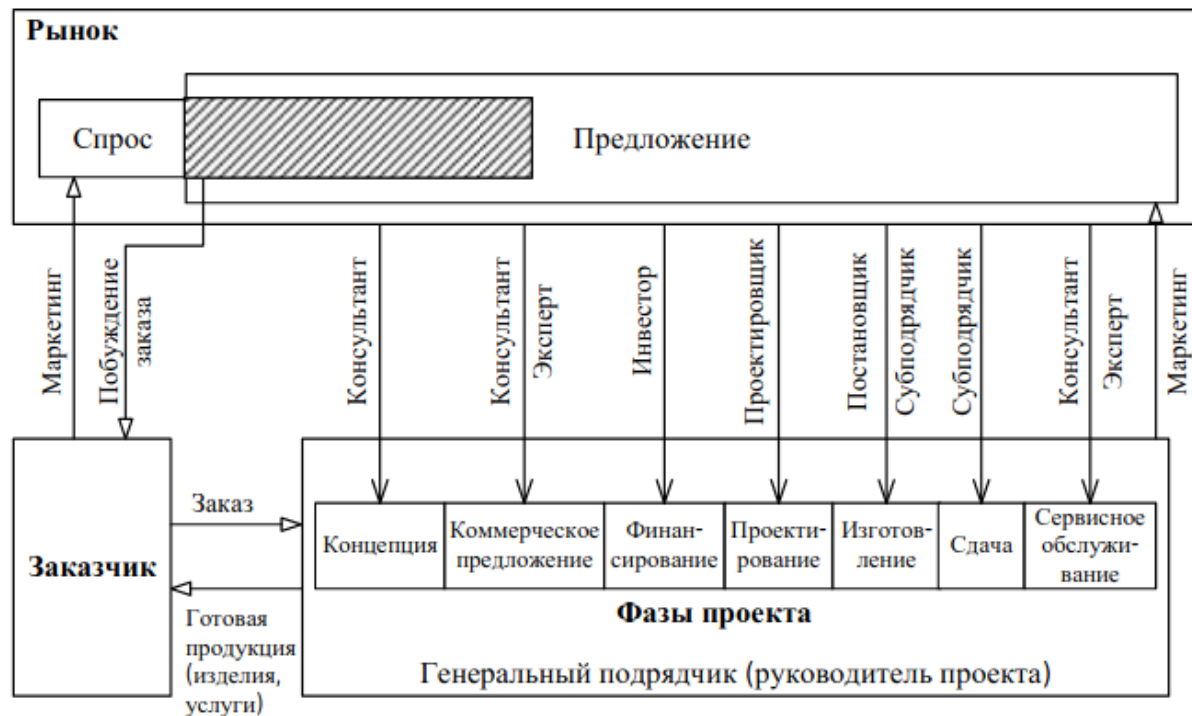 Рынок
Спрос
Предложение
Маркетинг
Побуждение
заказа
Консультант
Консультант
Эксперт
Инвестор
Проектировщик
Постановщик
Субподрядчик
Субподрядчик
Консультант
Эксперт
Маркетинг
Заказчик
Заказ
Готовая
продукция
(изделия,
услуги)
Концепция
Коммерческое
предложение
Финан-
сирование
Проекти-
рование
Изготов-
ление
Сдача
Сервисное
обслужи-
вание
Фазы проекта
Генеральный подрядчик (руководитель проекта)